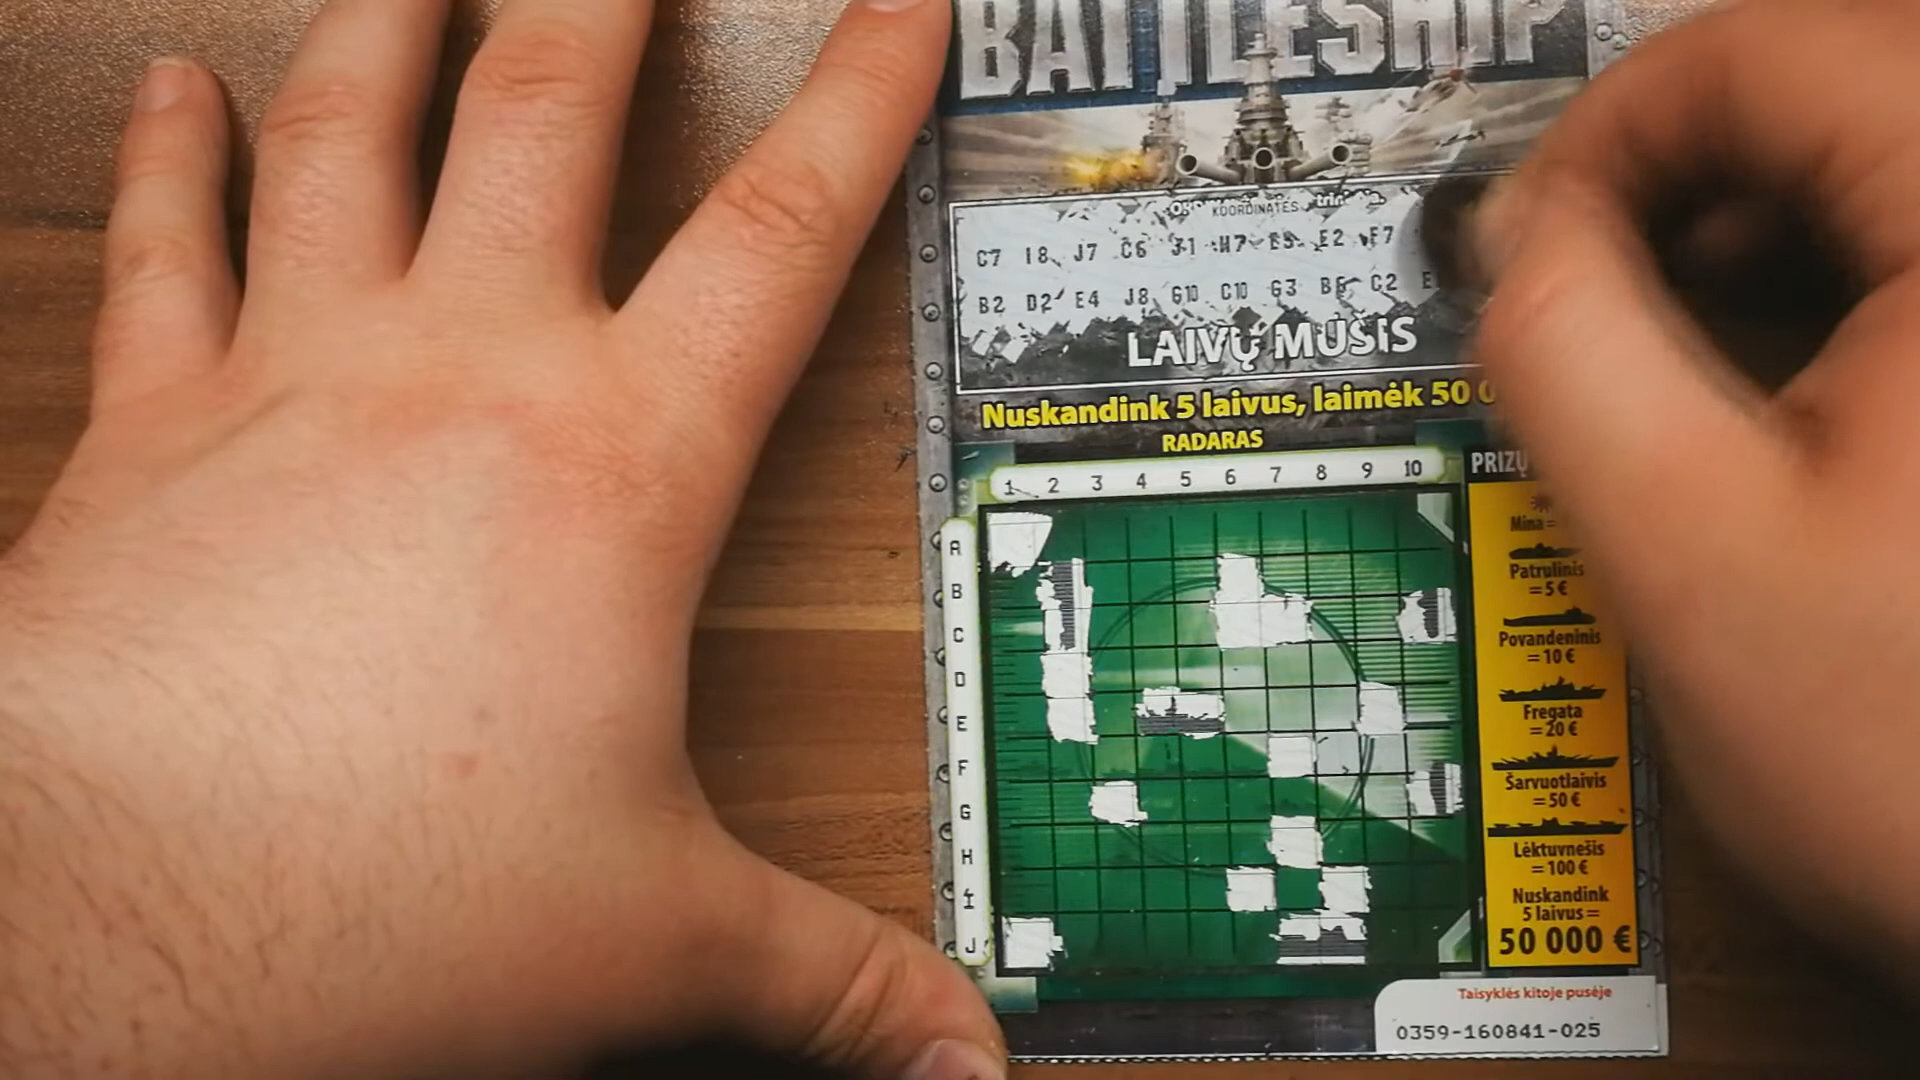 BATTLESHIP
KOORDINATĖS
C7 I8 J7 C6 J1 H7 E9 E2 F7
B2 D2 E4 J8 G10 C10 G3 B6 C2
LAIVŲ MŪŠIS
Nuskandink 5 laivus, laimėk 50
RADARAS
1 2 3 4 5 6 7 8 9 10
A
B
C
D
E
F
G
H
I
J
PRIZŲ
Mina =
Patrulinis
= 5 €
Povandeninis
= 10 €
Fregata
= 20 €
Šarvuotlaivis
= 50 €
Lėktuvnešis
= 100 €
Nuskandink
5 laivus =
50 000 €
Taisyklės kitoje pusėje
0359-160841-025